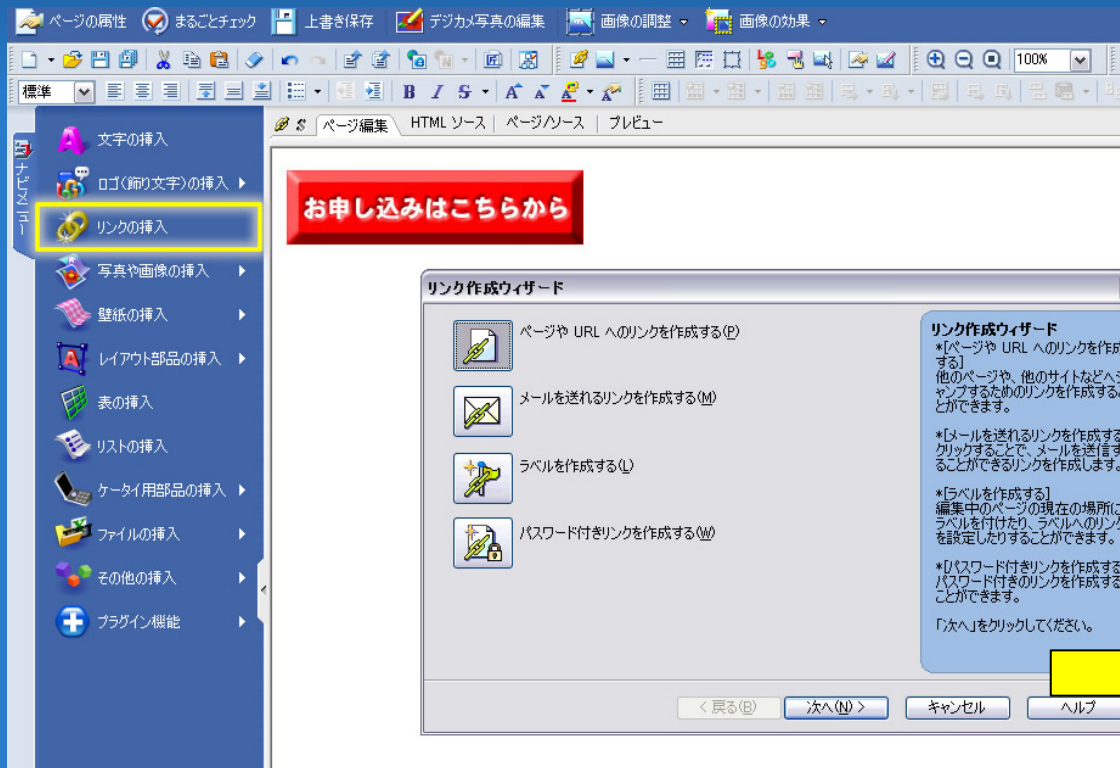 ページの属性 まるごとチェック 上書き保存 デジカメ写真の編集 画像の調整 画像の効果
100%
標準 B I S A A
ページ編集 HTML ソース ページ/ソース プレビュー
ナビメニュー
文字の挿入
ロゴ(飾り文字)の挿入
リンクの挿入
写真や画像の挿入
壁紙の挿入
レイアウト部品の挿入
表の挿入
リストの挿入
ケータイ用部品の挿入
ファイルの挿入
その他の挿入
プラグイン機能
お申し込みはこちらから
リンク作成ウィザード
ページや URL へのリンクを作成する(P)
メールを送れるリンクを作成する(M)
ラベルを作成する(L)
パスワード付きリンクを作成する(W)
リンク作成ウィザード
*[ページや URL へのリンクを作成
する]
他のページや、他のサイトなどへジ
ャンプするためのリンクを作成するこ
とができます。
*[メールを送れるリンクを作成する
クリックすることで、メールを送信す
ることができるリンクを作成します。
*[ラベルを作成する]
編集中のページの現在の場所に
ラベルを付けたり、ラベルへのリンク
を設定したりすることができます。
*[パスワード付きリンクを作成する
パスワード付きのリンクを作成する
ことができます。
「次へ」をクリックしてください。
< 戻る(B) 次へ(N) > キャンセル ヘルプ